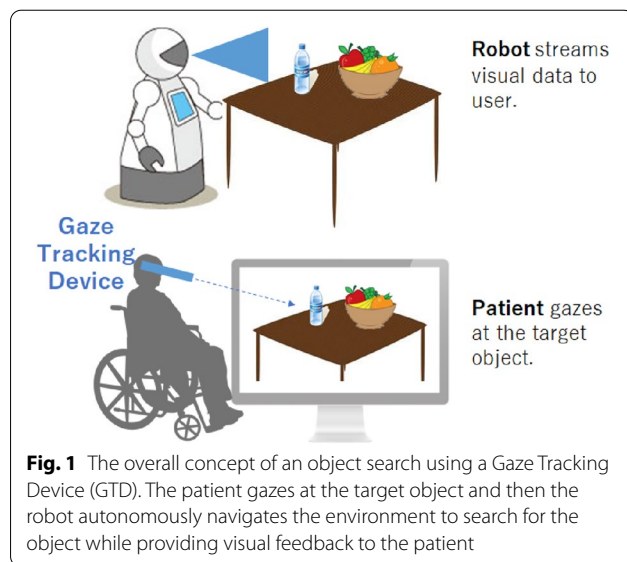 Robot streams
visual data to
user.
Gaze
Tracking
Device
Patient gazes
at the target
object.
Fig. 1 The overall concept of an object search using a Gaze Tracking
Device (GTD). The patient gazes at the target object and then the
robot autonomously navigates the environment to search for the
object while providing visual feedback to the patient